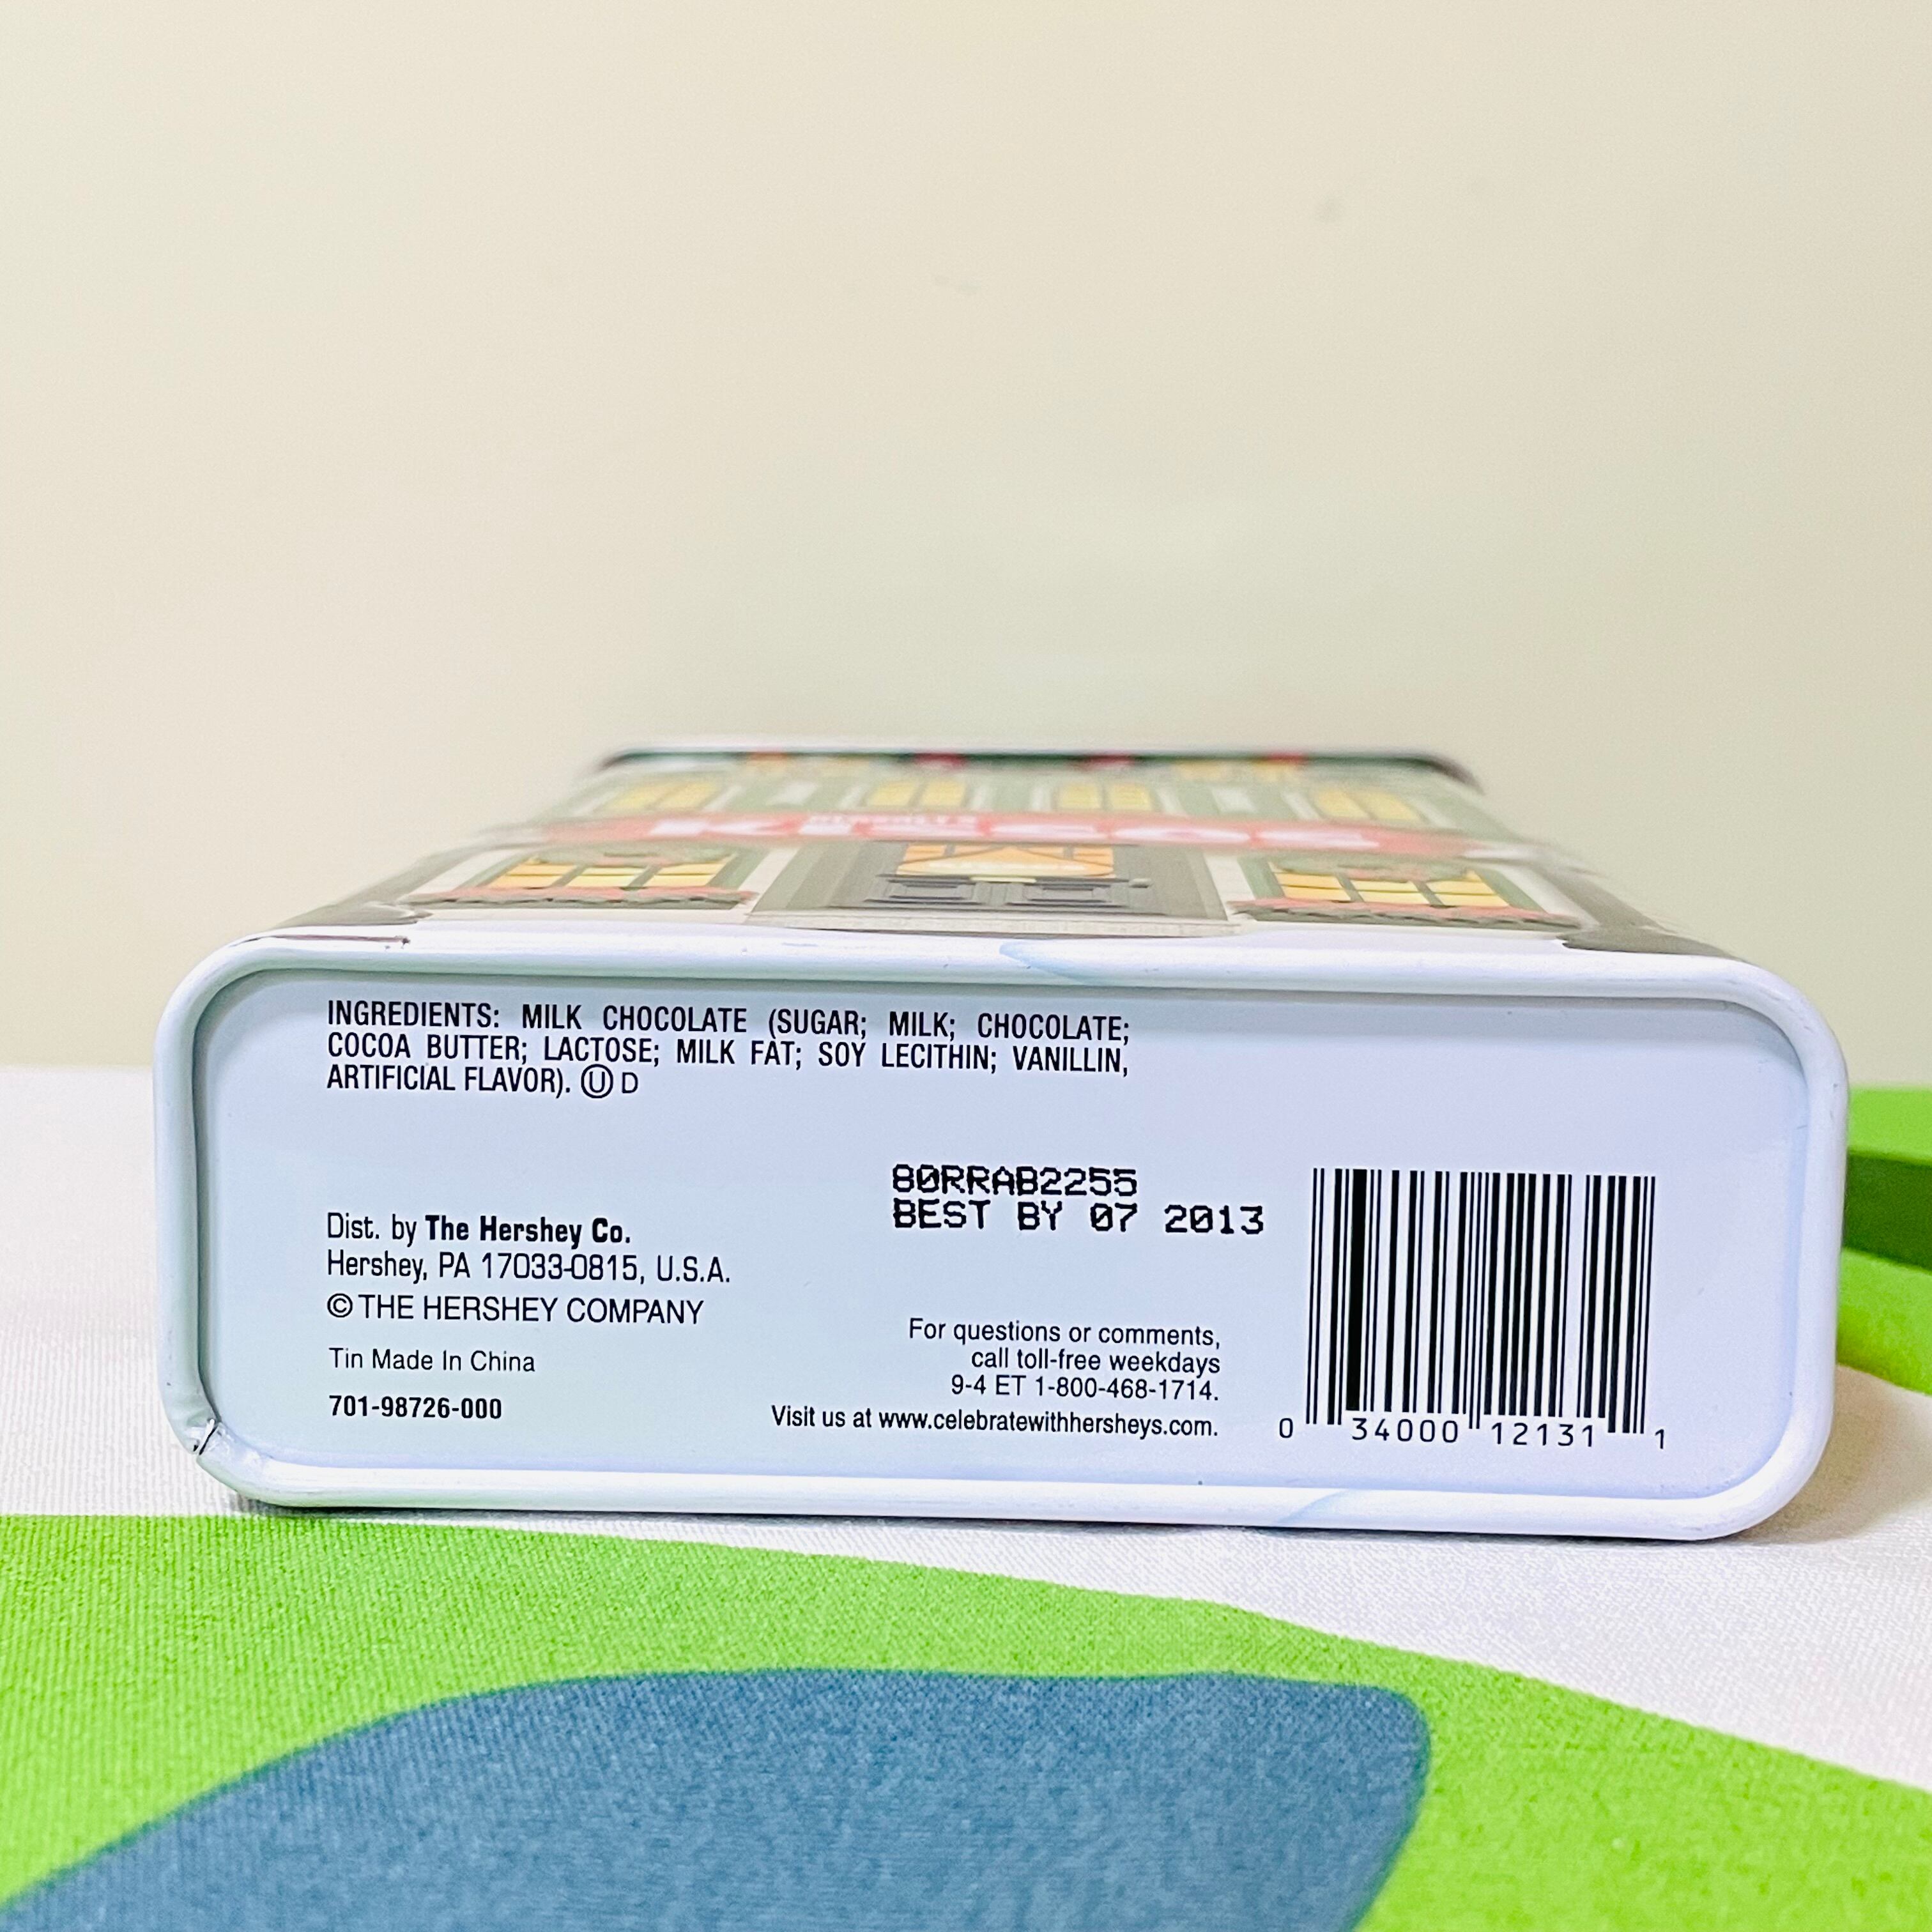 HERSHEY'S
KISSES
INGREDIENTS: MILK CHOCOLATE (SUGAR; MILK; CHOCOLATE;
COCOA BUTTER; LACTOSE; MILK FAT; SOY LECITHIN; VANILLIN,
ARTIFICIAL FLAVOR). Ⓤ D
80RRAB2255
BEST BY 07 2013
Dist. by The Hershey Co.
Hershey, PA 17033-0815, U.S.A.
© THE HERSHEY COMPANY
Tin Made In China
701-98726-000
For questions or comments,
call toll-free weekdays
9-4 ET 1-800-468-1714.
Visit us at www.celebratewithhersheys.com.
0 34000 12131 1